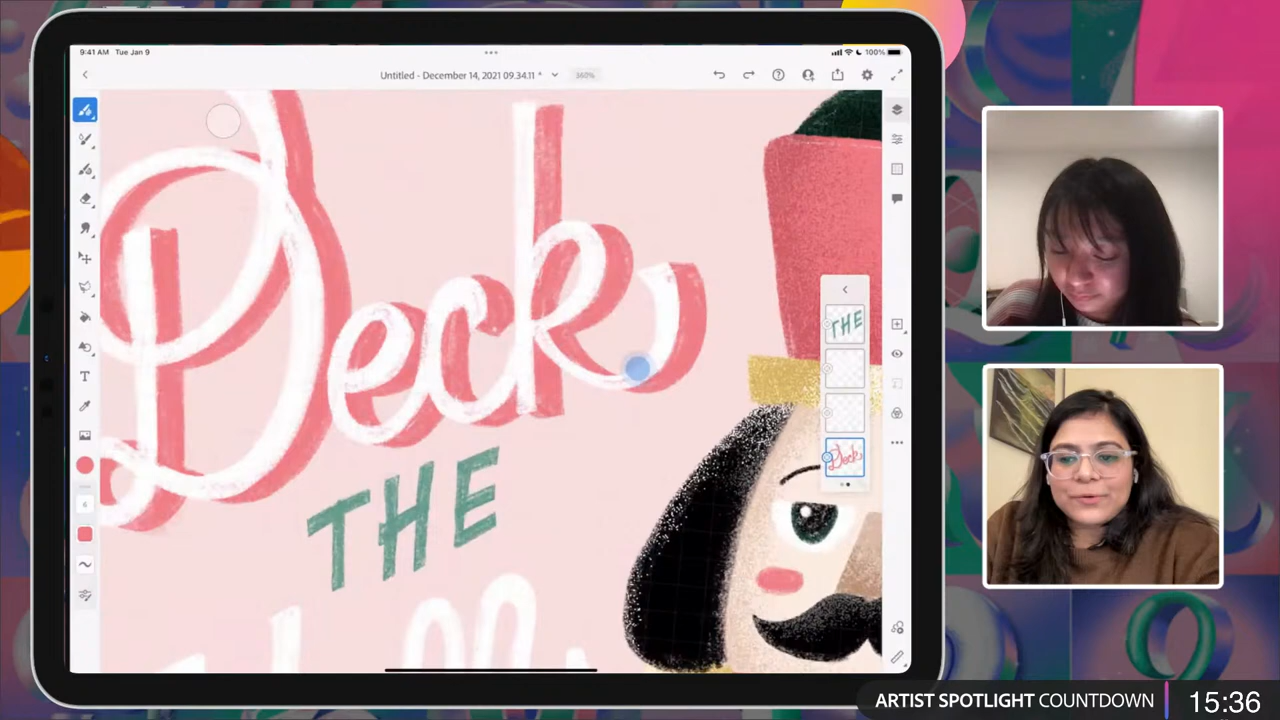 9:41 AM Tue Jan 9
100%
Untitled - December 14, 2021 09.34.11 *
360%
Deck
THE
T
6
THE
Deck
ARTIST SPOTLIGHT COUNTDOWN
15:36